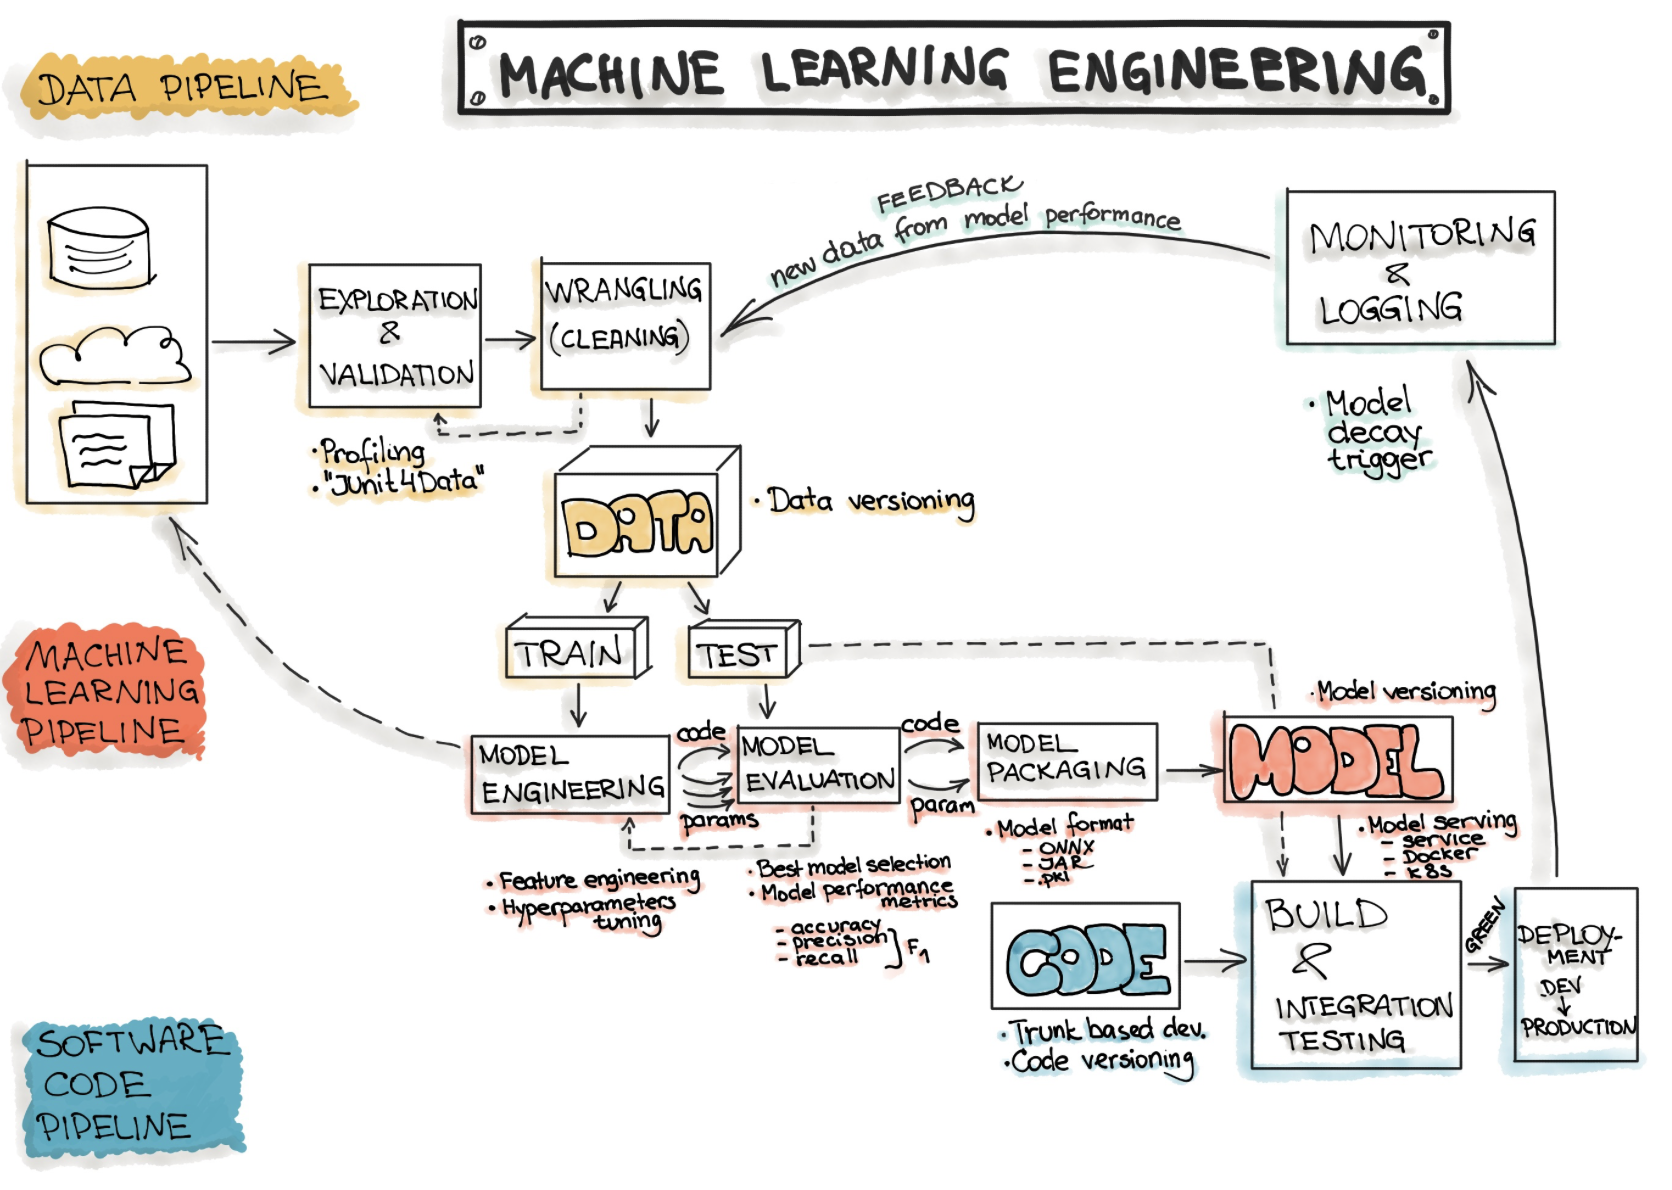 DATA PIPELINE
MACHINE LEARNING ENGINEERING
EXPLORATION
&
VALIDATION
• Profiling
• "JUnit4Data"
WRANGLING
(CLEANING)
FEEDBACK
new data from model performance
MONITORING
&
LOGGING
• Model
decay
trigger
DATA
• Data versioning
TRAIN
TEST
MACHINE
LEARNING
PIPELINE
MODEL
ENGINEERING
• Feature engineering
• Hyperparameters
tuning
code
params
MODEL
EVALUATION
• Best model selection
• Model performance
metrics
- accuracy
- precision
- recall
F1
code
param
MODEL
PACKAGING
• Model format
- ONNX
- JAR
- .pkl
• Model versioning
MODEL
• Model serving
- service
- Docker
- K8S
SOFTWARE
CODE
PIPELINE
CODE
• Trunk based dev.
• Code versioning
BUILD
&
INTEGRATION
TESTING
GREEN
DEPLOY-
MENT
DEV
PRODUCTION